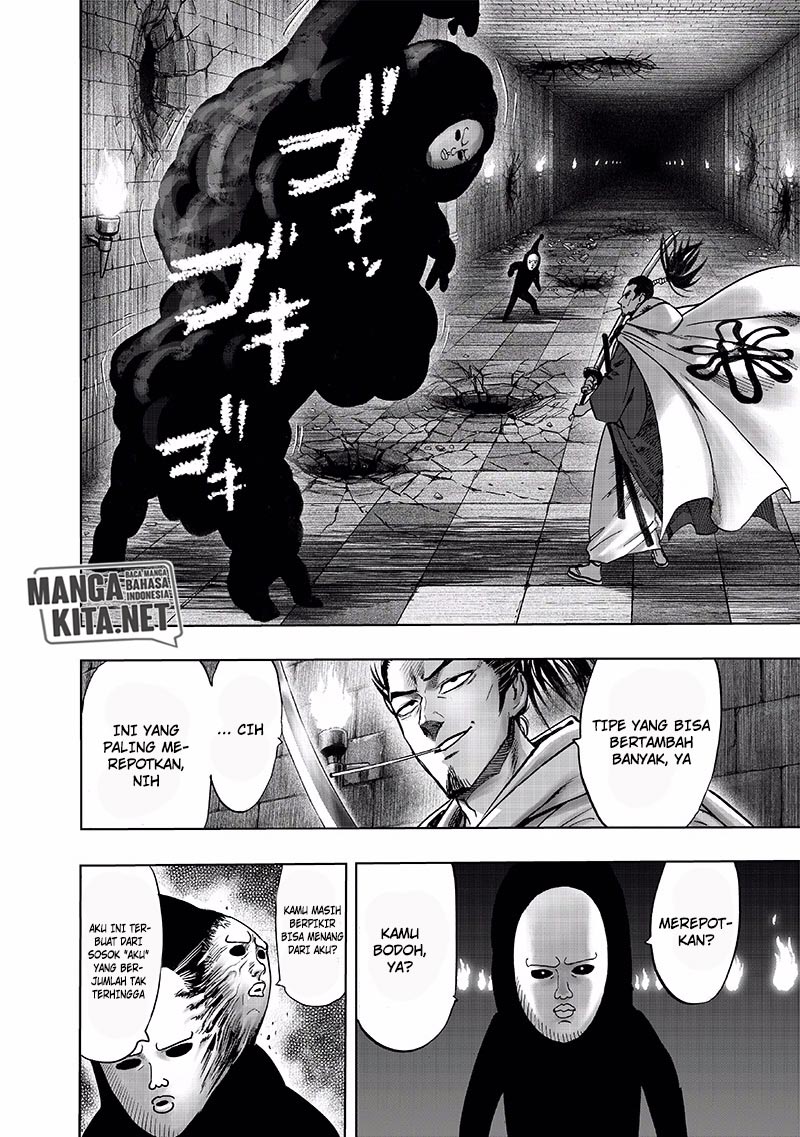 ゴキッ
ゴキ
ゴキ
MANGA
KITA.NET
BACA MANGA
BAHASA
INDONESIA
TIPE YANG BISA
BERTAMBAH
BANYAK, YA
... CIH
INI YANG
PALING ME-
REPOTKAN,
NIH
MEREPOT-
KAN?
KAMU
BODOH,
YA?
KAMU MASIH
BERPIKIR
BISA MENANG
DARI AKU?
AKU INI TER-
BUAT DARI
SOSOK "AKU"
YANG BER-
JUMLAH TAK
TERHINGGA